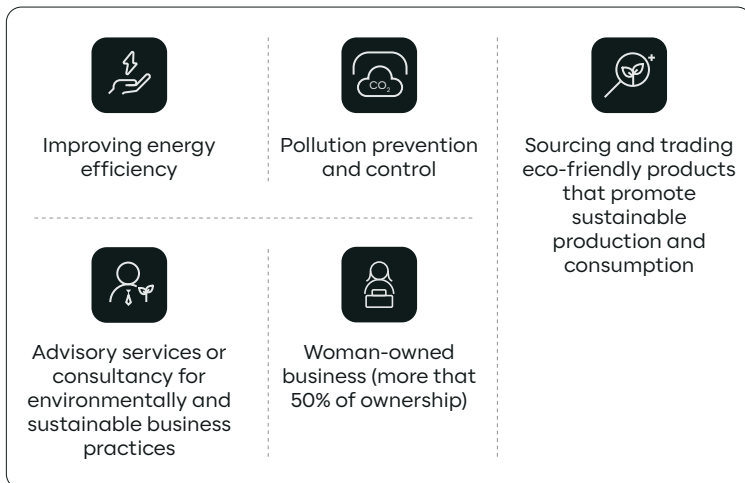 Improving energy
efficiency
CO₂
Pollution prevention
and control
Sourcing and trading
eco-friendly products
that promote
sustainable
production and
consumption
Advisory services or
consultancy for
environmentally and
sustainable business
practices
Woman-owned
business (more that
50% of ownership)